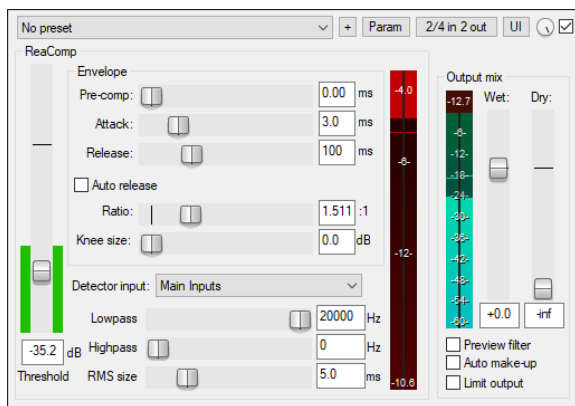 No preset + Param 2/4 in 2 out UI
ReaComp
Envelope
Pre-comp: 0.00 ms
Attack: 3.0 ms
Release: 100 ms
Auto release
Ratio: 1.511 :1
Knee size: 0.0 dB
Detector input: Main Inputs
Lowpass 20000 Hz
Highpass 0 Hz
RMS size 5.0 ms
-35.2 dB
Threshold
-4.0
-6-
-12-
-10.6
Output mix
Wet: Dry:
-12.7
-6-
-12-
-18-
-24-
-30-
-36-
-42-
-48-
-54-
-60-
+0.0 -inf
Preview filter
Auto make-up
Limit output